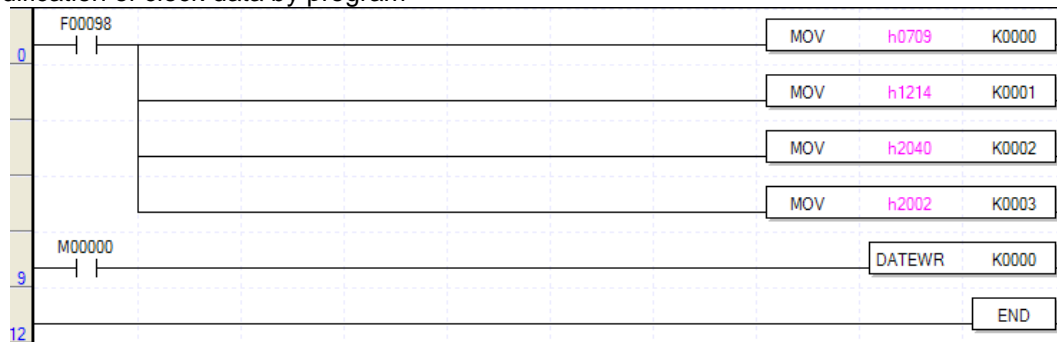 dification of clock data by program
F00098
MOV h0709 K0000
0
MOV h1214 K0001
MOV h2040 K0002
MOV h2002 K0003
M00000
DATEWR K0000
9
END
12